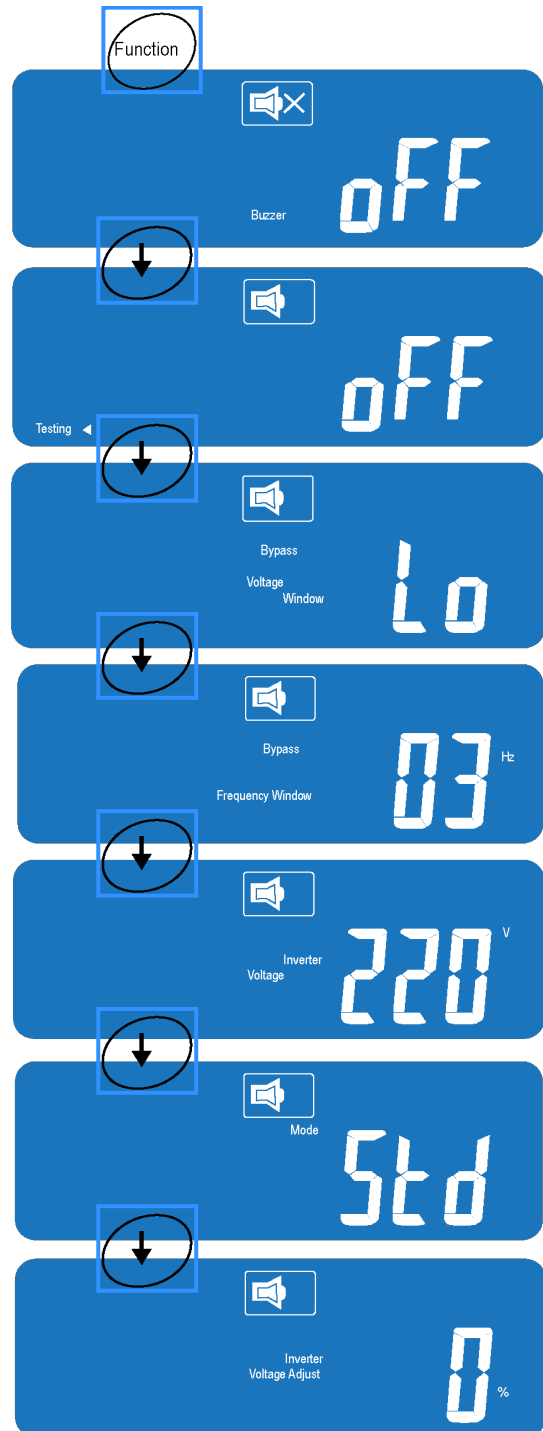 Function
oFF
Buzzer
oFF
Testing
Bypass
Voltage
Window
Lo
Bypass
03
Hz
Frequency Window
V
220
Inverter
Voltage
Mode
Std
Inverter
Voltage Adjust
0
%